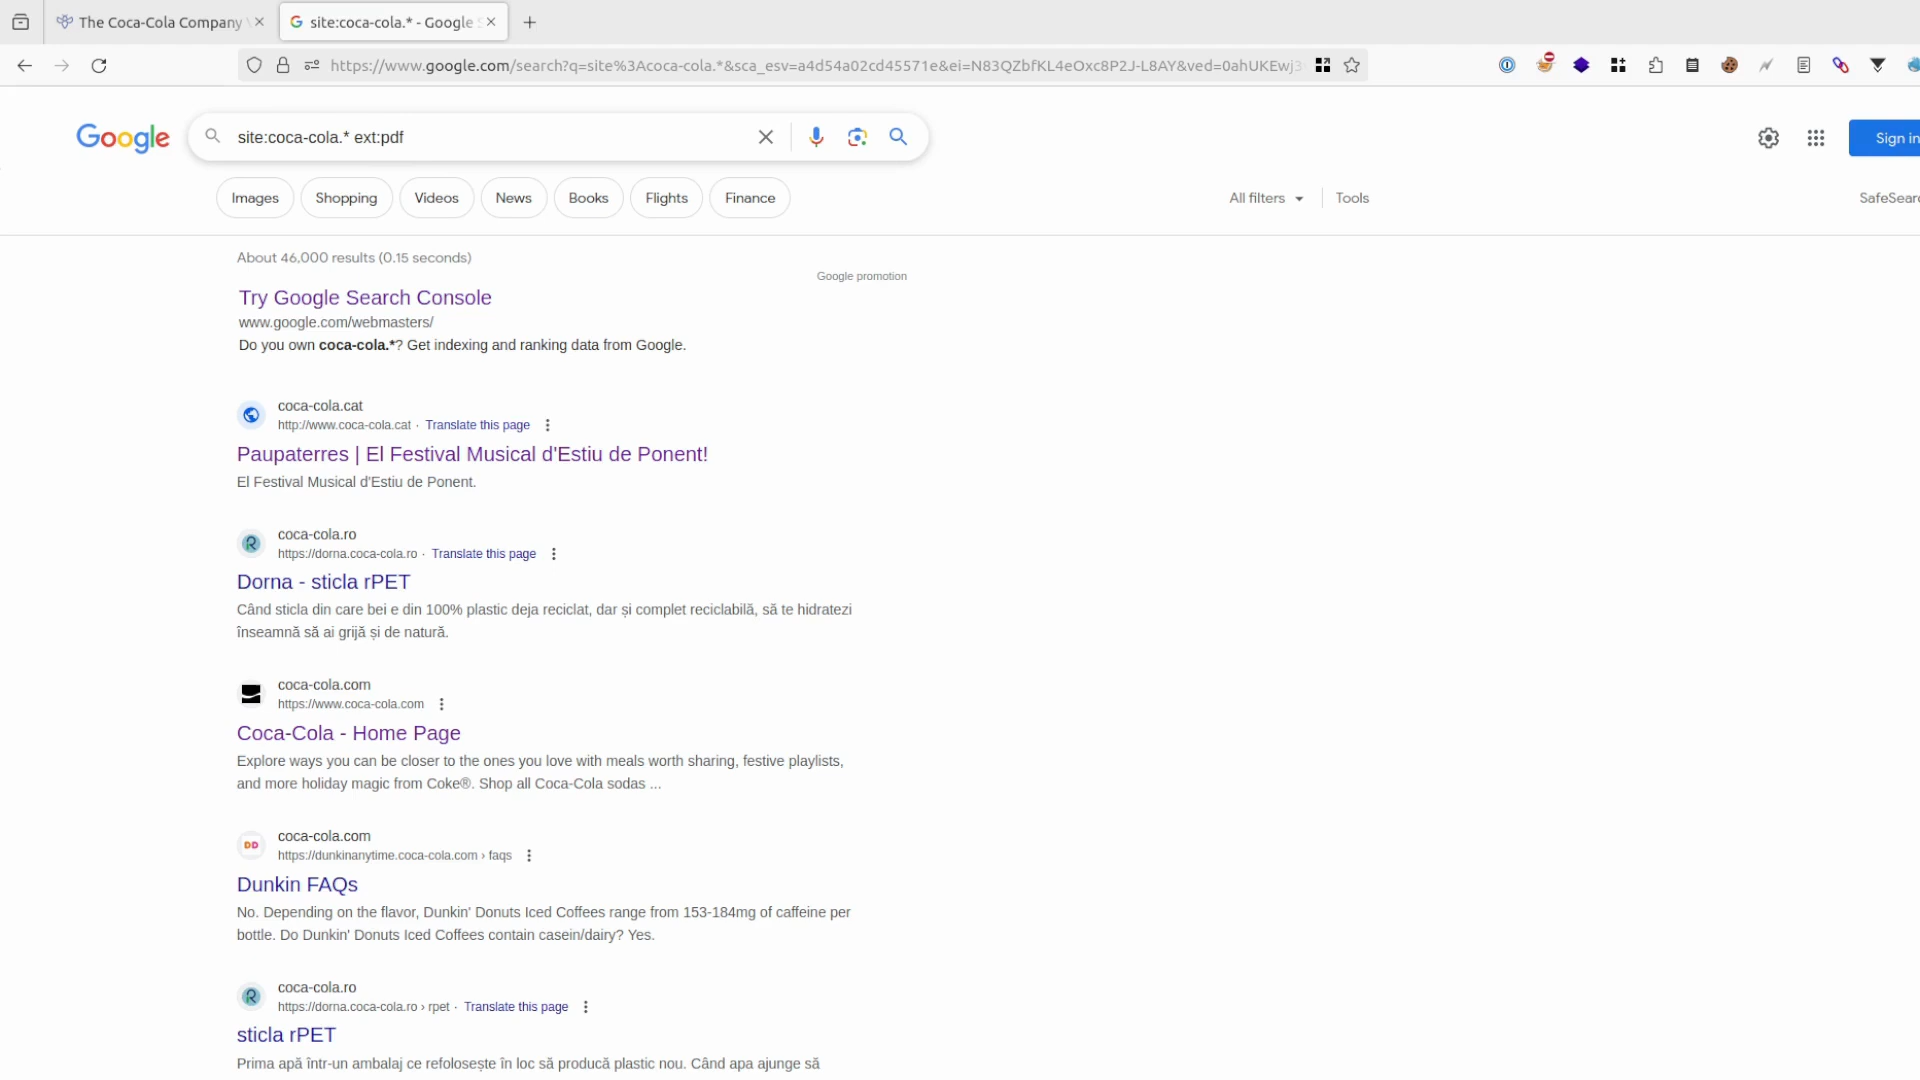 The Coca-Cola Company
site:coca-cola.* - Google
https://www.google.com/search?q=site%3Acoca-cola.*&sca_esv=a4d54a02cd45571e&ei=N83QZbfKL4eOxc8P2J-L8AY&ved=0ahUKEwj3
Google
site:coca-cola.* ext:pdf
Sign in
Images
Shopping
Videos
News
Books
Flights
Finance
All filters
Tools
SafeSearc
About 46,000 results (0.15 seconds)
Google promotion
Try Google Search Console
www.google.com/webmasters/
Do you own coca-cola.*? Get indexing and ranking data from Google.
coca-cola.cat
http://www.coca-cola.cat · Translate this page
Paupaterres | El Festival Musical d'Estiu de Ponent!
El Festival Musical d'Estiu de Ponent.
coca-cola.ro
https://dorna.coca-cola.ro · Translate this page
Dorna - sticla rPET
Când sticla din care bei e din 100% plastic deja reciclat, dar și complet reciclabilă, să te hidratezi
înseamnă să ai grijă și de natură.
coca-cola.com
https://www.coca-cola.com
Coca-Cola - Home Page
Explore ways you can be closer to the ones you love with meals worth sharing, festive playlists,
and more holiday magic from Coke®. Shop all Coca-Cola sodas ...
DD
coca-cola.com
https://dunkinanytime.coca-cola.com › faqs
Dunkin FAQs
No. Depending on the flavor, Dunkin' Donuts Iced Coffees range from 153-184mg of caffeine per
bottle. Do Dunkin' Donuts Iced Coffees contain casein/dairy? Yes.
coca-cola.ro
https://dorna.coca-cola.ro › rpet · Translate this page
sticla rPET
Prima apă într-un ambalaj ce refolosește în loc să producă plastic nou. Când apa ajunge să